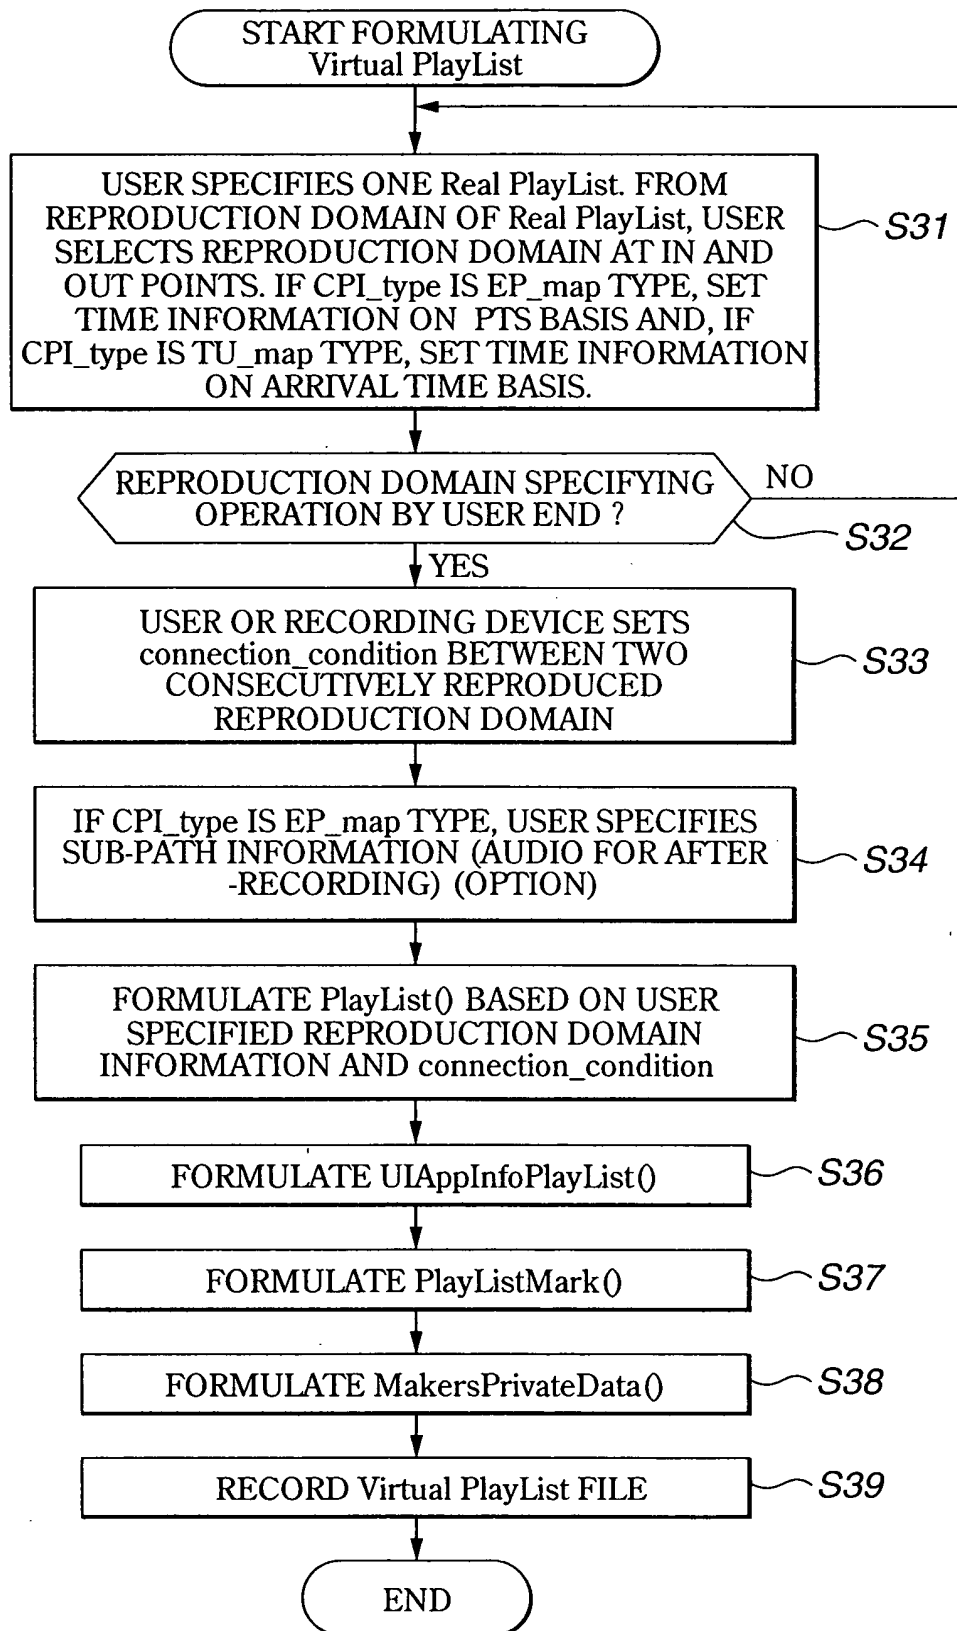 START FORMULATING
Virtual PlayList
USER SPECIFIES ONE Real PlayList. FROM
REPRODUCTION DOMAIN OF Real PlayList, USER
SELECTS REPRODUCTION DOMAIN AT IN AND
OUT POINTS. IF CPI_type IS EP_map TYPE, SET
TIME INFORMATION ON PTS BASIS AND, IF
CPI_type IS TU_map TYPE, SET TIME INFORMATION
ON ARRIVAL TIME BASIS.
S31
REPRODUCTION DOMAIN SPECIFYING
OPERATION BY USER END ?
NO
S32
YES
USER OR RECORDING DEVICE SETS
connection_condition BETWEEN TWO
CONSECUTIVELY REPRODUCED
REPRODUCTION DOMAIN
S33
IF CPI_type IS EP_map TYPE, USER SPECIFIES
SUB-PATH INFORMATION (AUDIO FOR AFTER
-RECORDING) (OPTION)
S34
FORMULATE PlayList() BASED ON USER
SPECIFIED REPRODUCTION DOMAIN
INFORMATION AND connection_condition
S35
FORMULATE UIAppInfoPlayList()
S36
FORMULATE PlayListMark()
S37
FORMULATE MakersPrivateData()
S38
RECORD Virtual PlayList FILE
S39
END